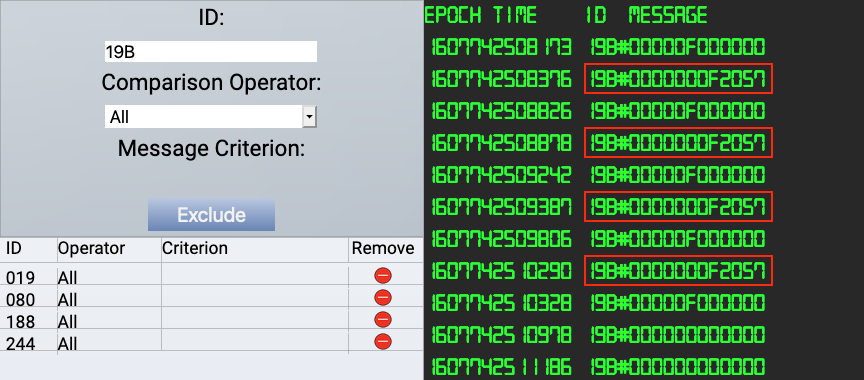 ID:
19B
Comparison Operator:
All
Message Criterion:
Exclude
ID Operator Criterion Remove
019 All
080 All
188 All
244 All
EPOCH TIME ID MESSAGE
1607742508173 19B#00000F000000
1607742508376 19B#0000000F2057
1607742508826 19B#00000F000000
1607742508878 19B#0000000F2057
1607742509242 19B#00000F000000
1607742509387 19B#0000000F2057
1607742509806 19B#00000F000000
1607742510290 19B#0000000F2057
1607742510328 19B#00000F000000
1607742510978 19B#000000000000
1607742511186 19B#000000000000